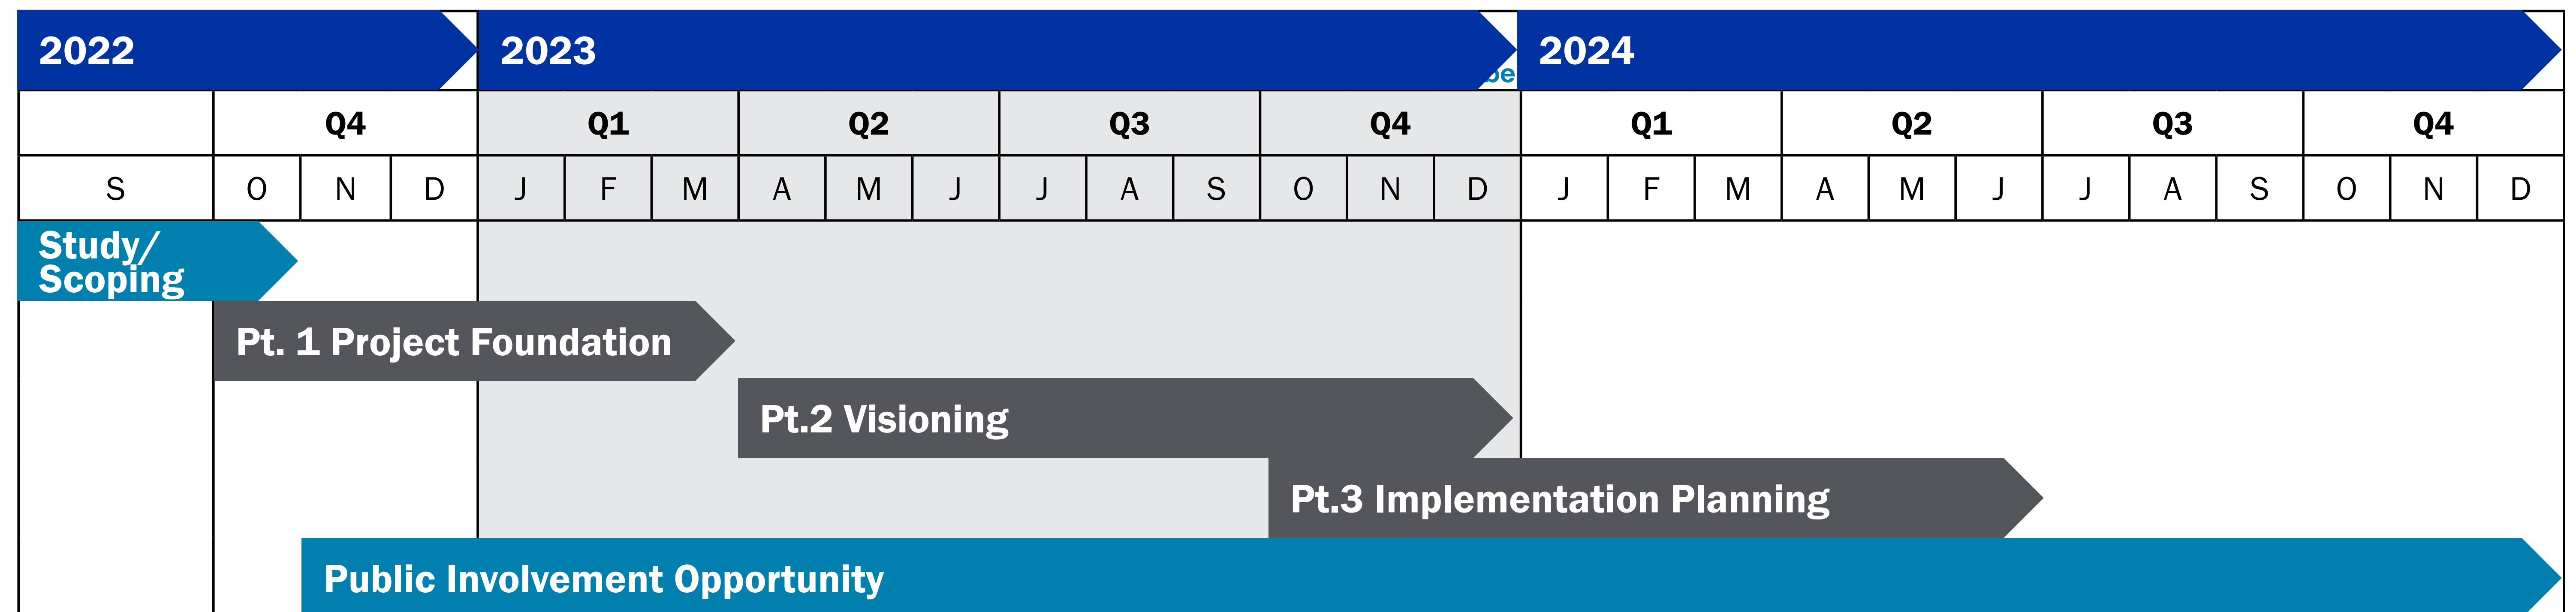 2022 2023 2024
Q4 Q1 Q2 Q3 Q4 Q1 Q2 Q3 Q4
S O N D J F M A M J J A S O N D J F M A M J J A S O N D
Study/
Scoping
Pt. 1 Project Foundation
Pt.2 Visioning
Pt.3 Implementation Planning
Public Involvement Opportunity